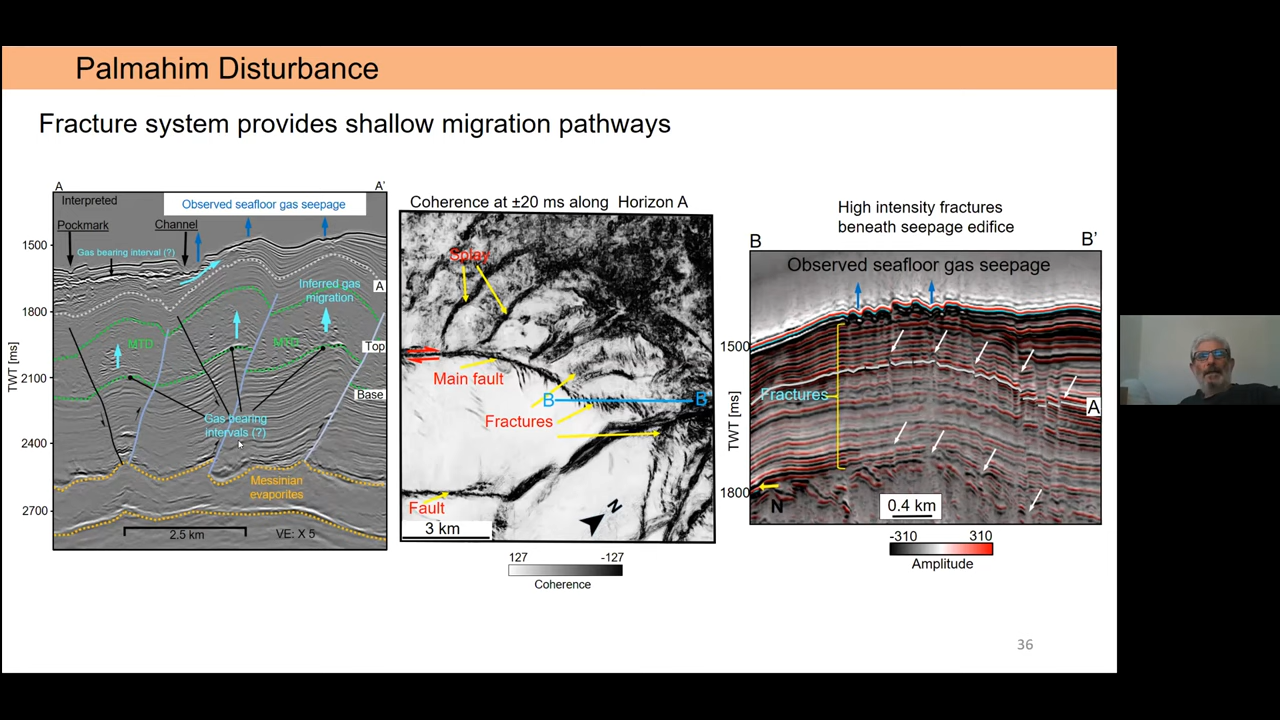 Palmahim Disturbance
Fracture system provides shallow migration pathways
A
A'
Interpreted
Observed seafloor gas seepage
Pockmark
Channel
Gas bearing interval (?)
Inferred gas
migration
A
MTD
MTD
Top
Base
Gas bearing
intervals (?)
Messinian
evaporites
2.5 km
VE: X 5
TWT [ms]
1500
1800
2100
2400
2700
Coherence at ±20 ms along Horizon A
Splay
Main fault
B
B'
Fractures
Fault
3 km
N
127
-127
Coherence
High intensity fractures
beneath seepage edifice
B
B’
Observed seafloor gas seepage
1500
Fractures
A
TWT [ms]
1800
N
0.4 km
-310
310
Amplitude
36